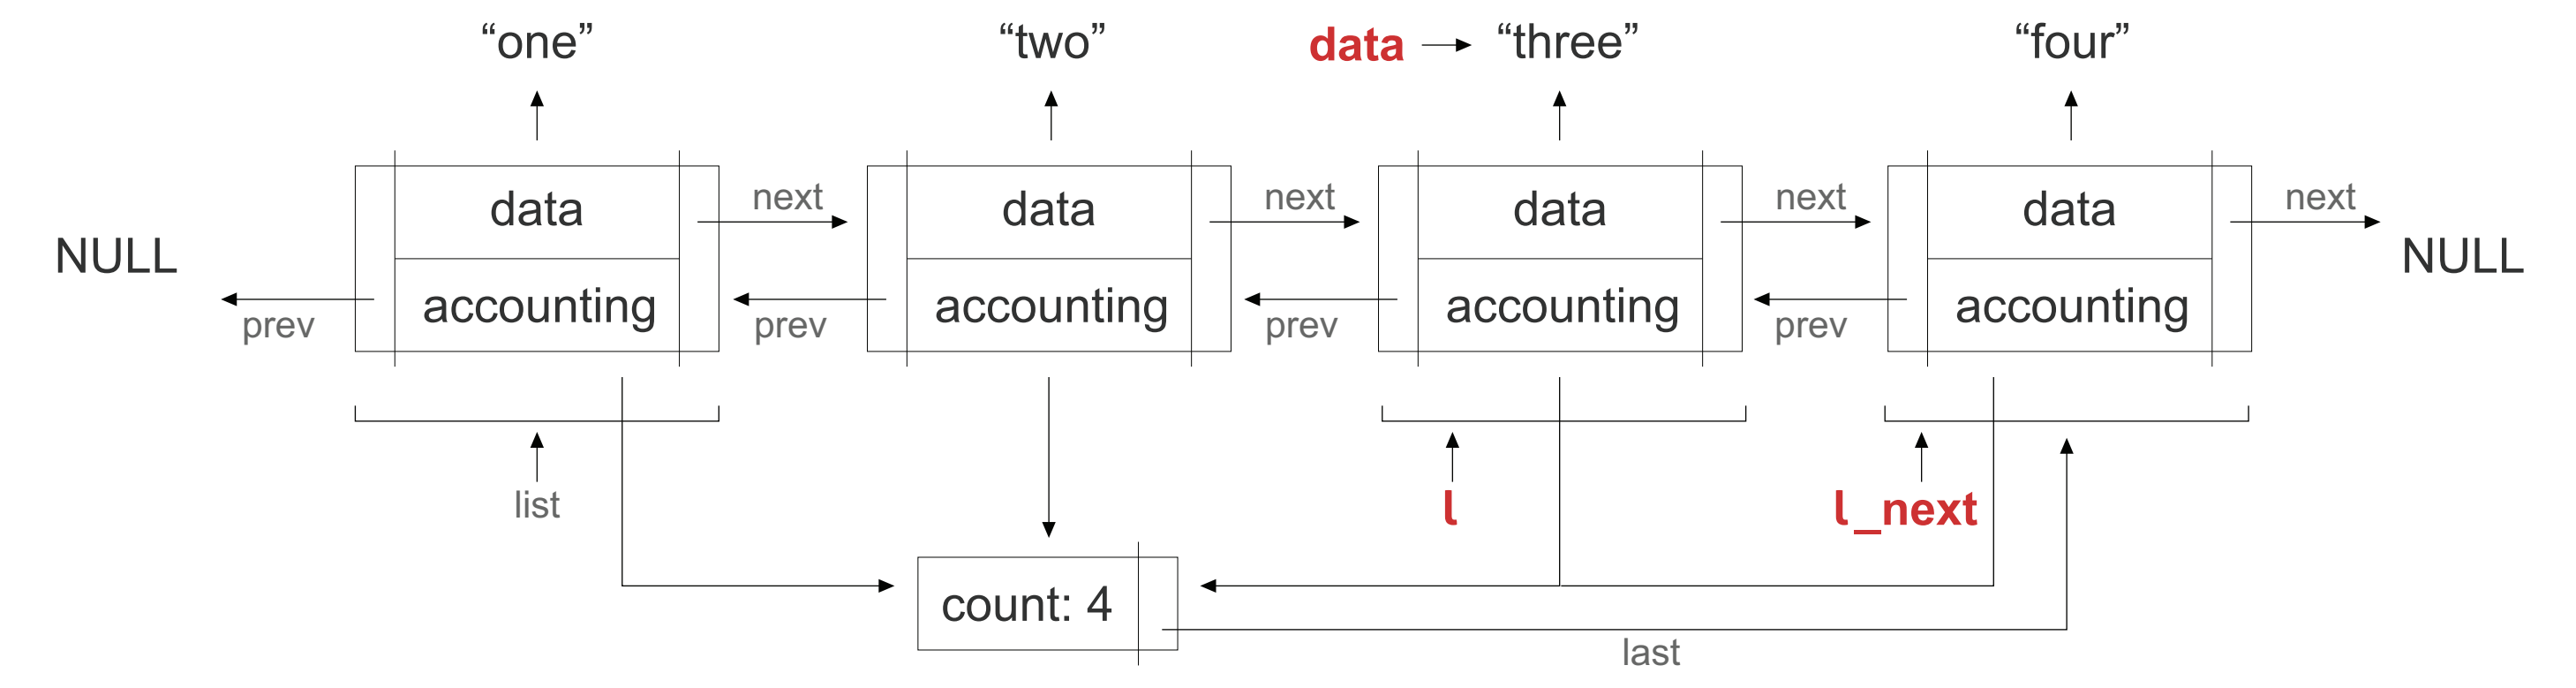 “one”
“two”
data
“three”
“four”
data
next
data
next
data
next
data
next
NULL
NULL
accounting
accounting
accounting
accounting
prev
prev
prev
prev
list
l
l_next
count: 4
last